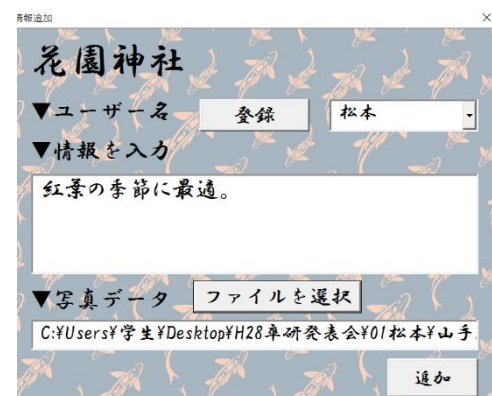 情報追加
花園神社
▼ユーザー名 登録 松本
▼情報を入力
紅葉の季節に最適。
▼写真データ ファイルを選択
C:¥Users¥学生¥Desktop¥H28卒研発表会¥01松本¥山手
追加